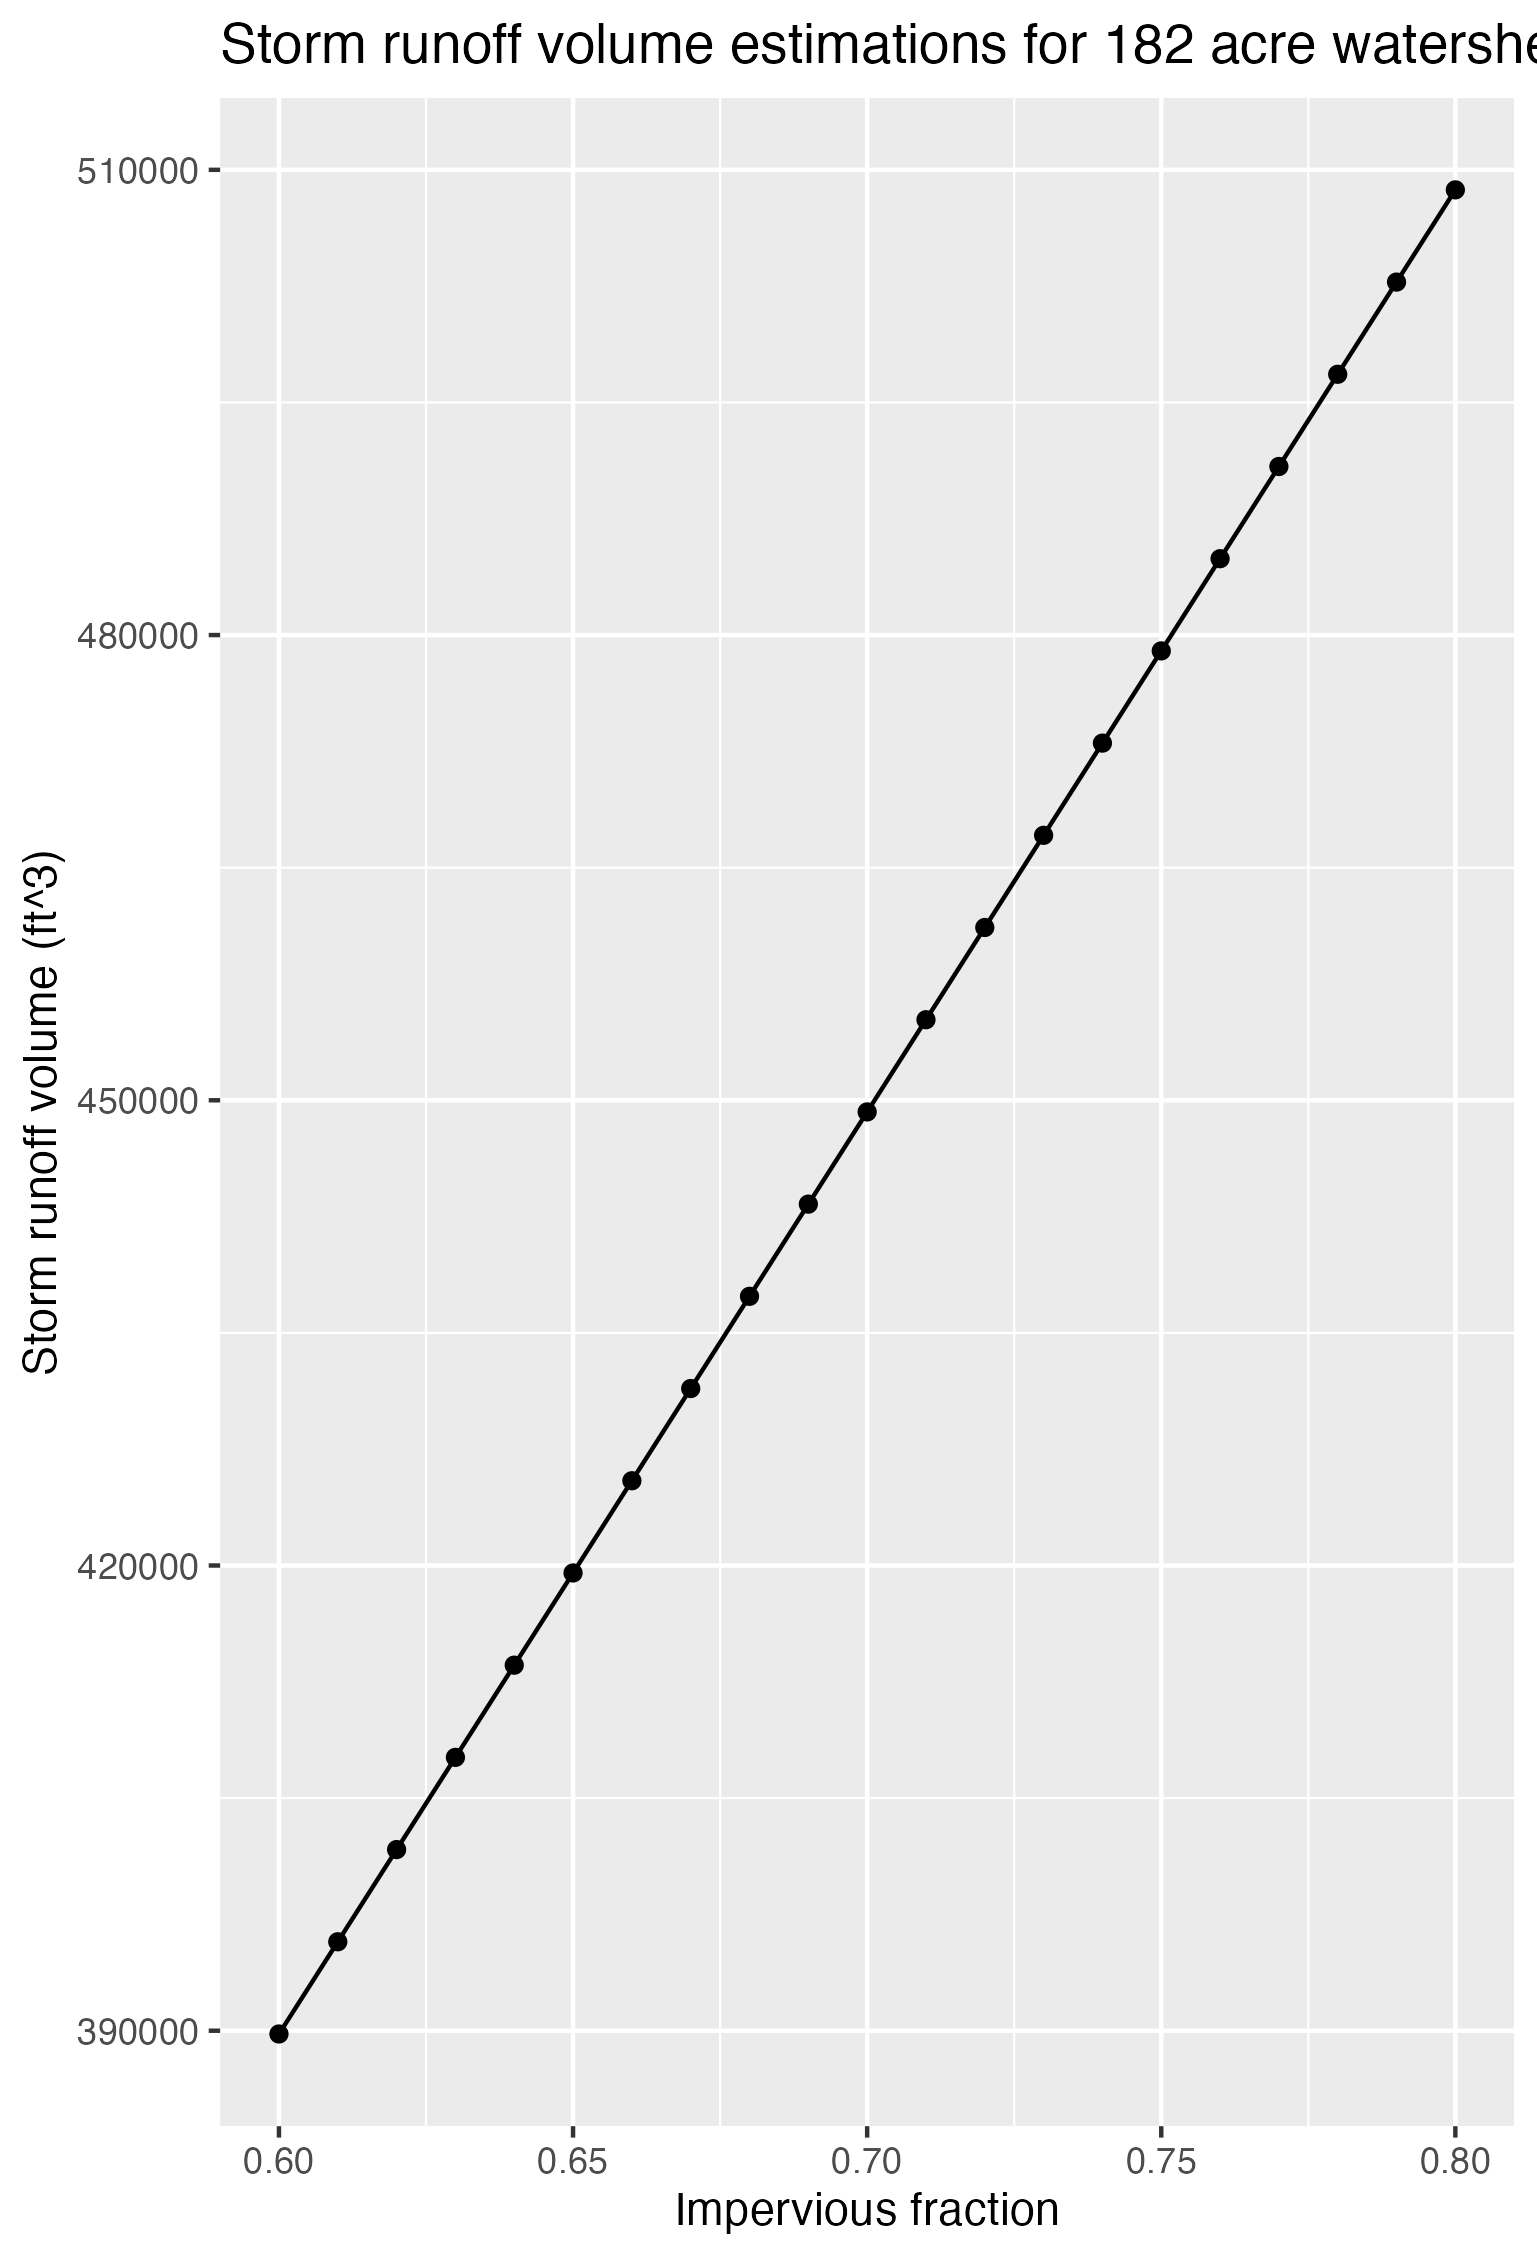 Storm runoff volume estimations for 182 acre watershe
510000
480000
450000
420000
390000
Storm runoff volume (ft^3)
0.60 0.65 0.70 0.75 0.80
Impervious fraction